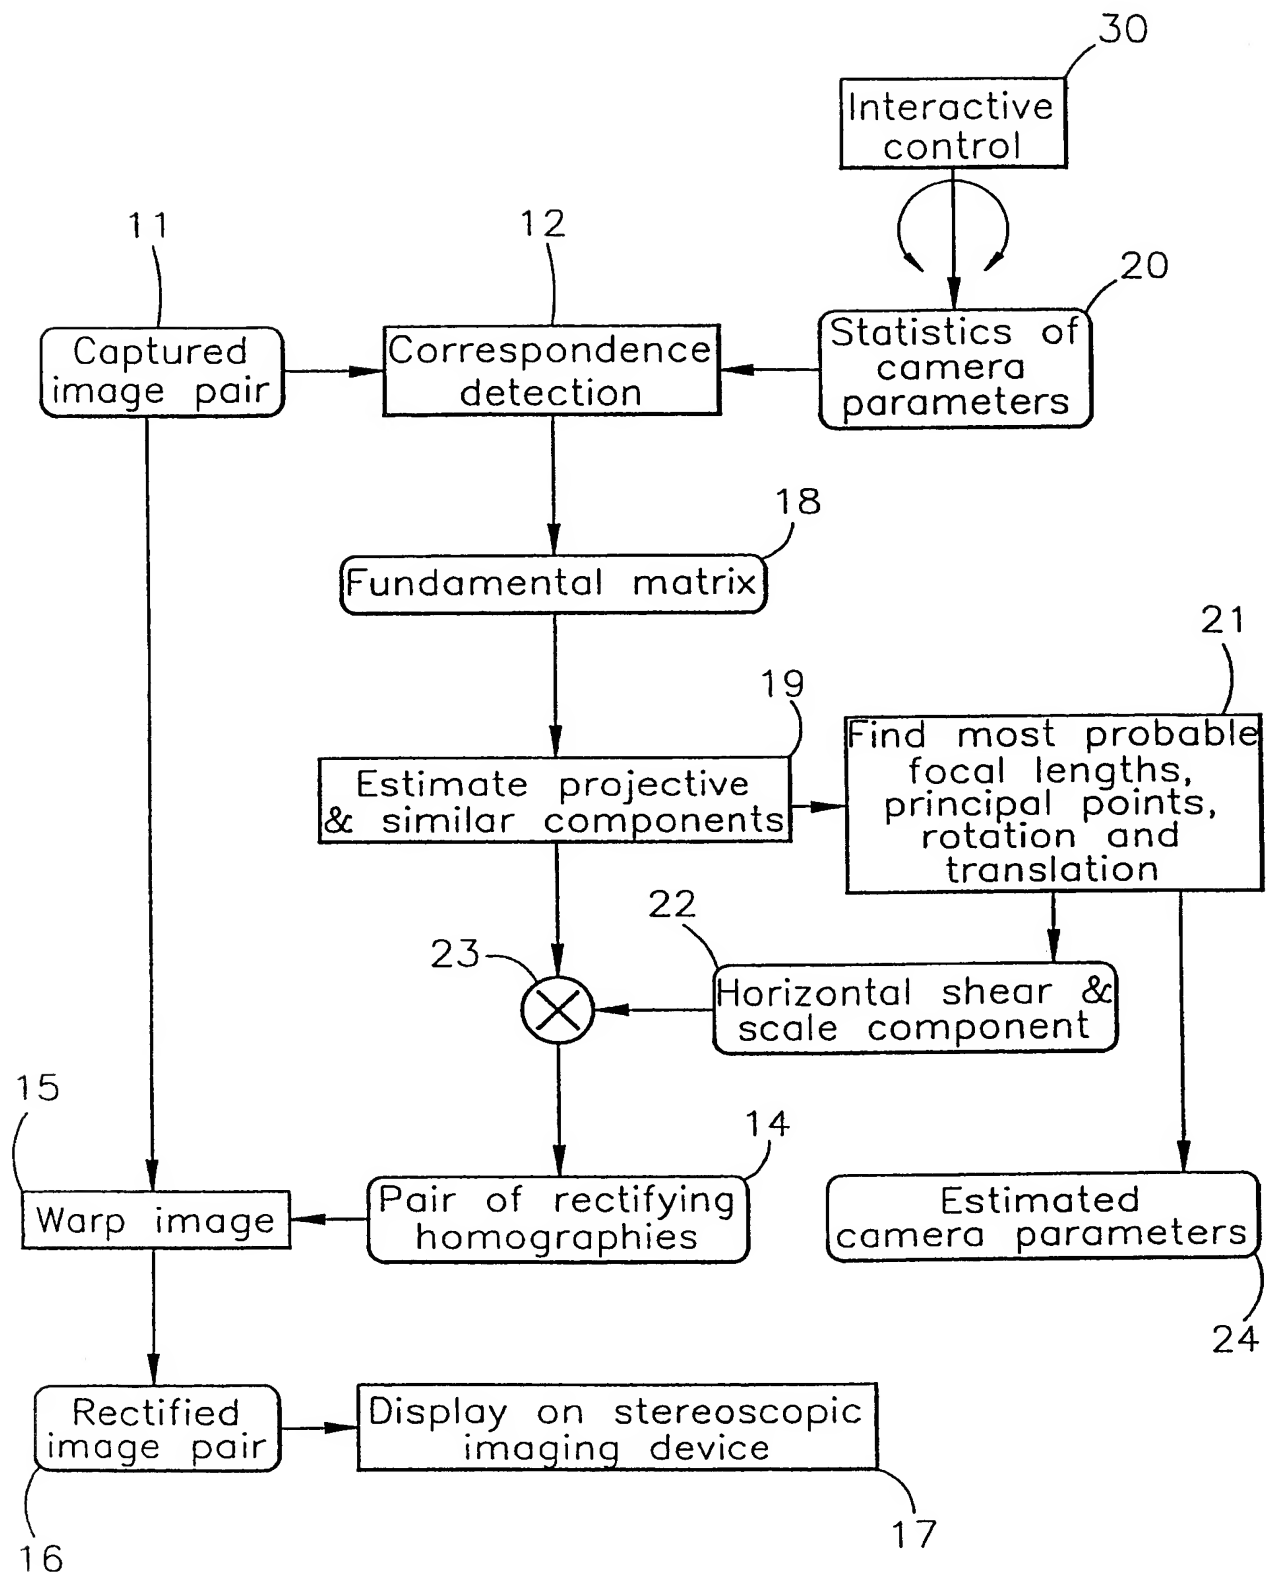 30
Interactive
control
11
12
20
Captured
image pair
Correspondence
detection
Statistics of
camera
parameters
18
Fundamental matrix
21
19
Estimate projective
& similar components
Find most probable
focal lengths,
principal points,
rotation and
translation
22
23
Horizontal shear &
scale component
15
14
Warp image
Pair of rectifying
homographies
Estimated
camera parameters
24
Rectified
image pair
Display on stereoscopic
imaging device
16
17